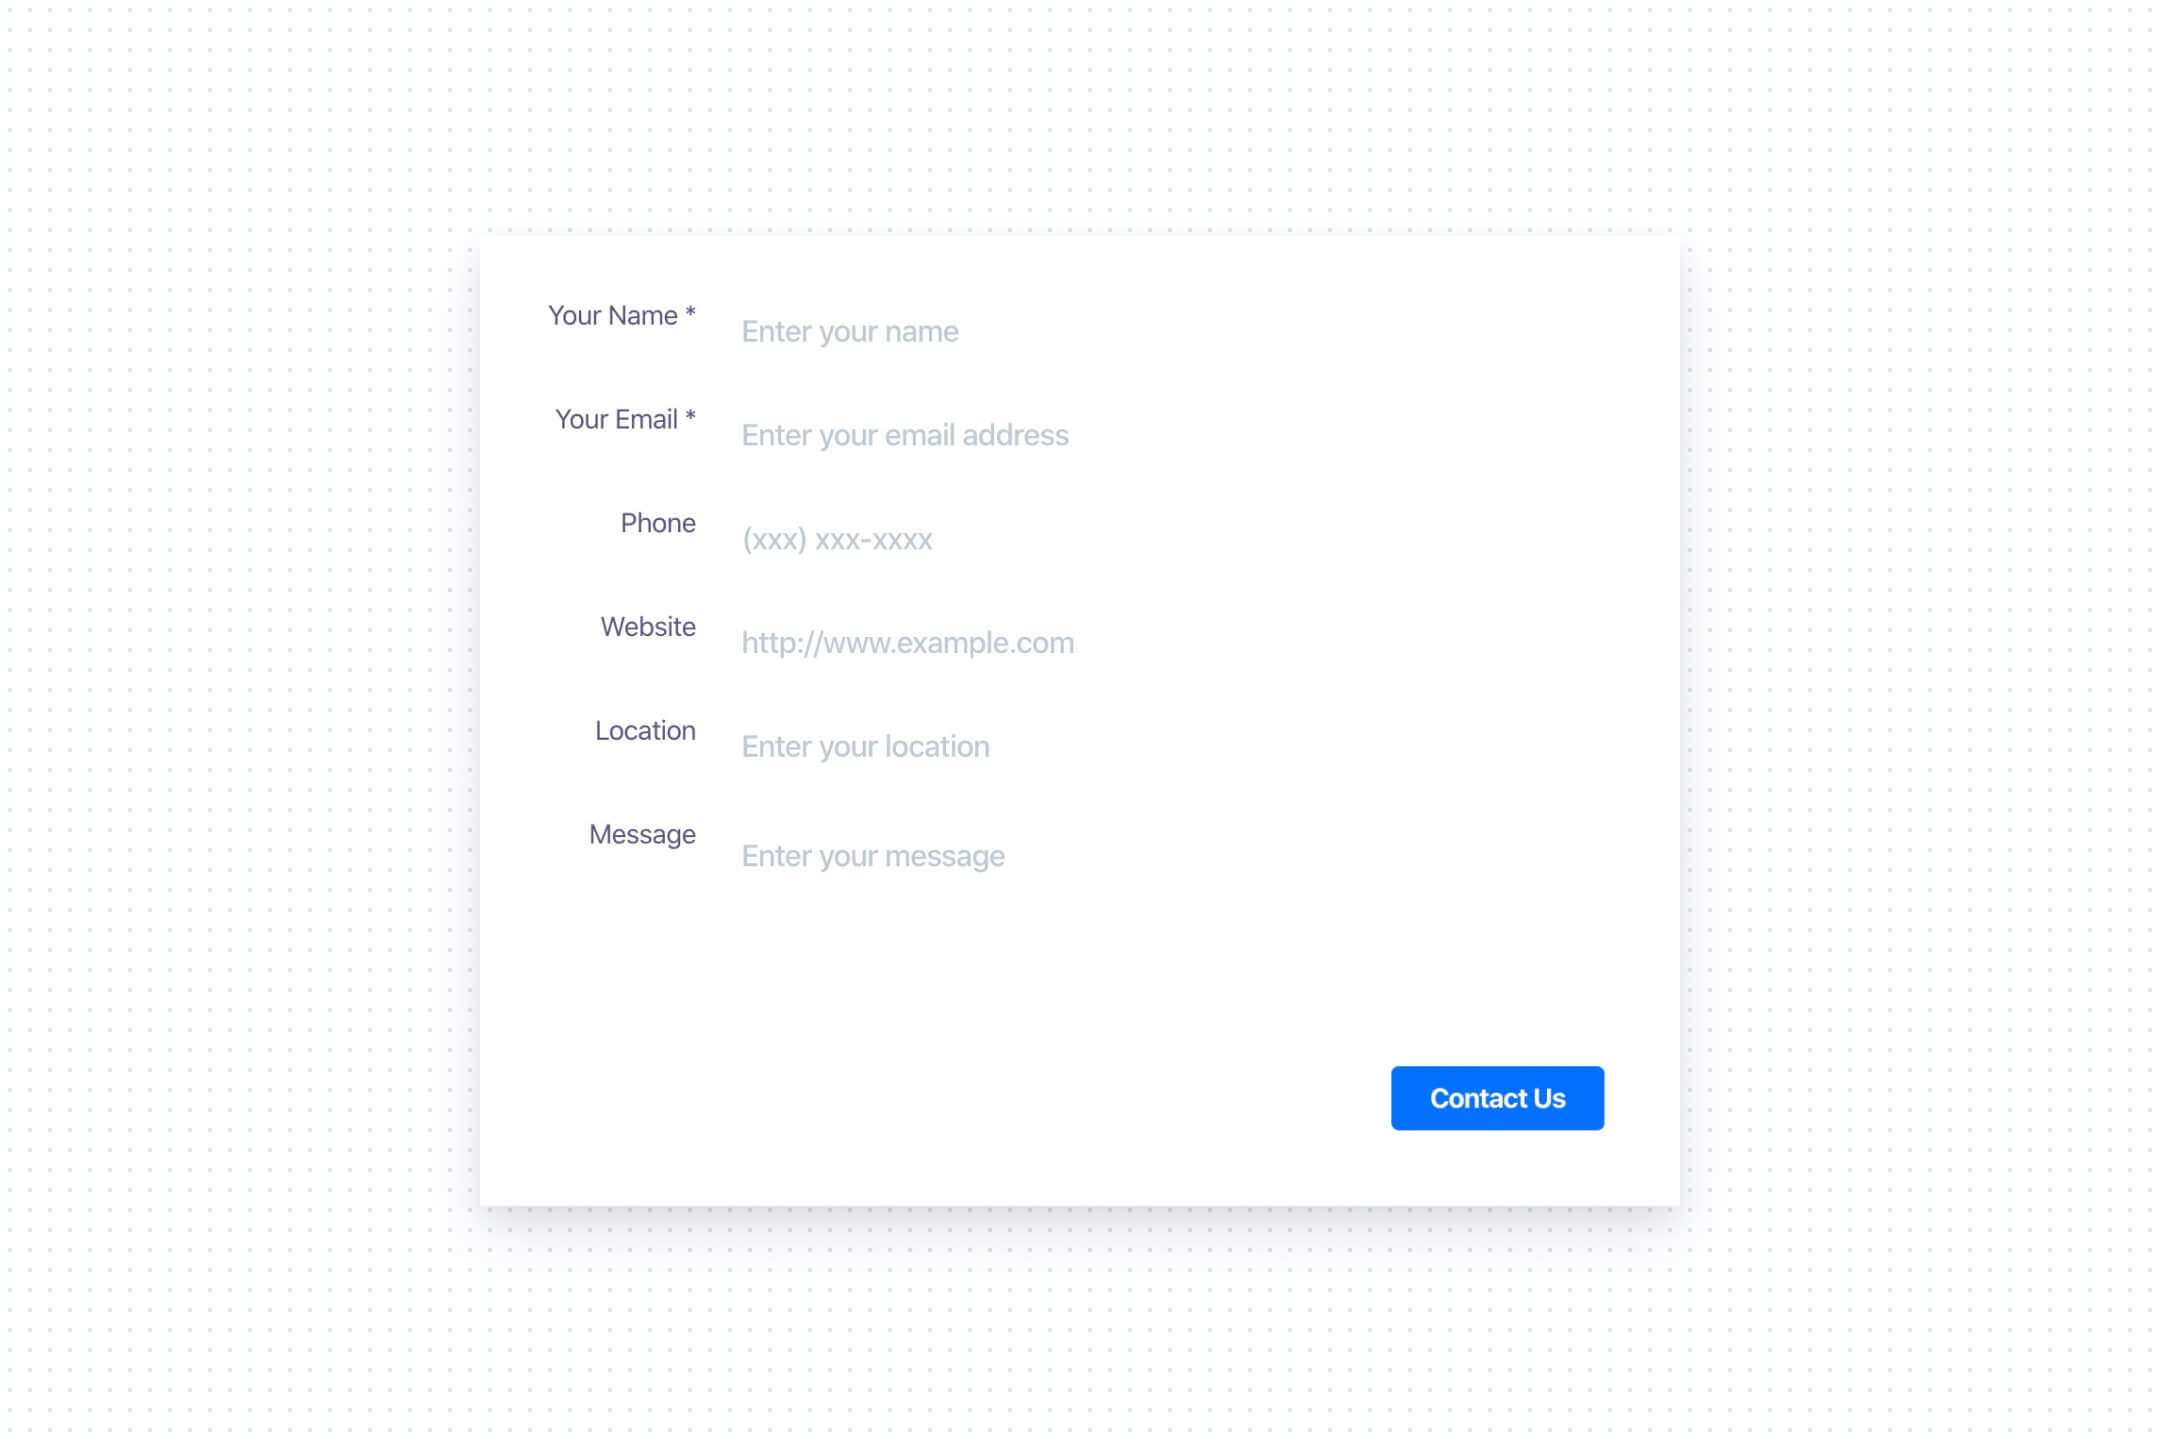 Your Name *
Enter your name
Your Email *
Enter your email address
Phone
(xxx) xxx-xxxx
Website
http://www.example.com
Location
Enter your location
Message
Enter your message
Contact Us